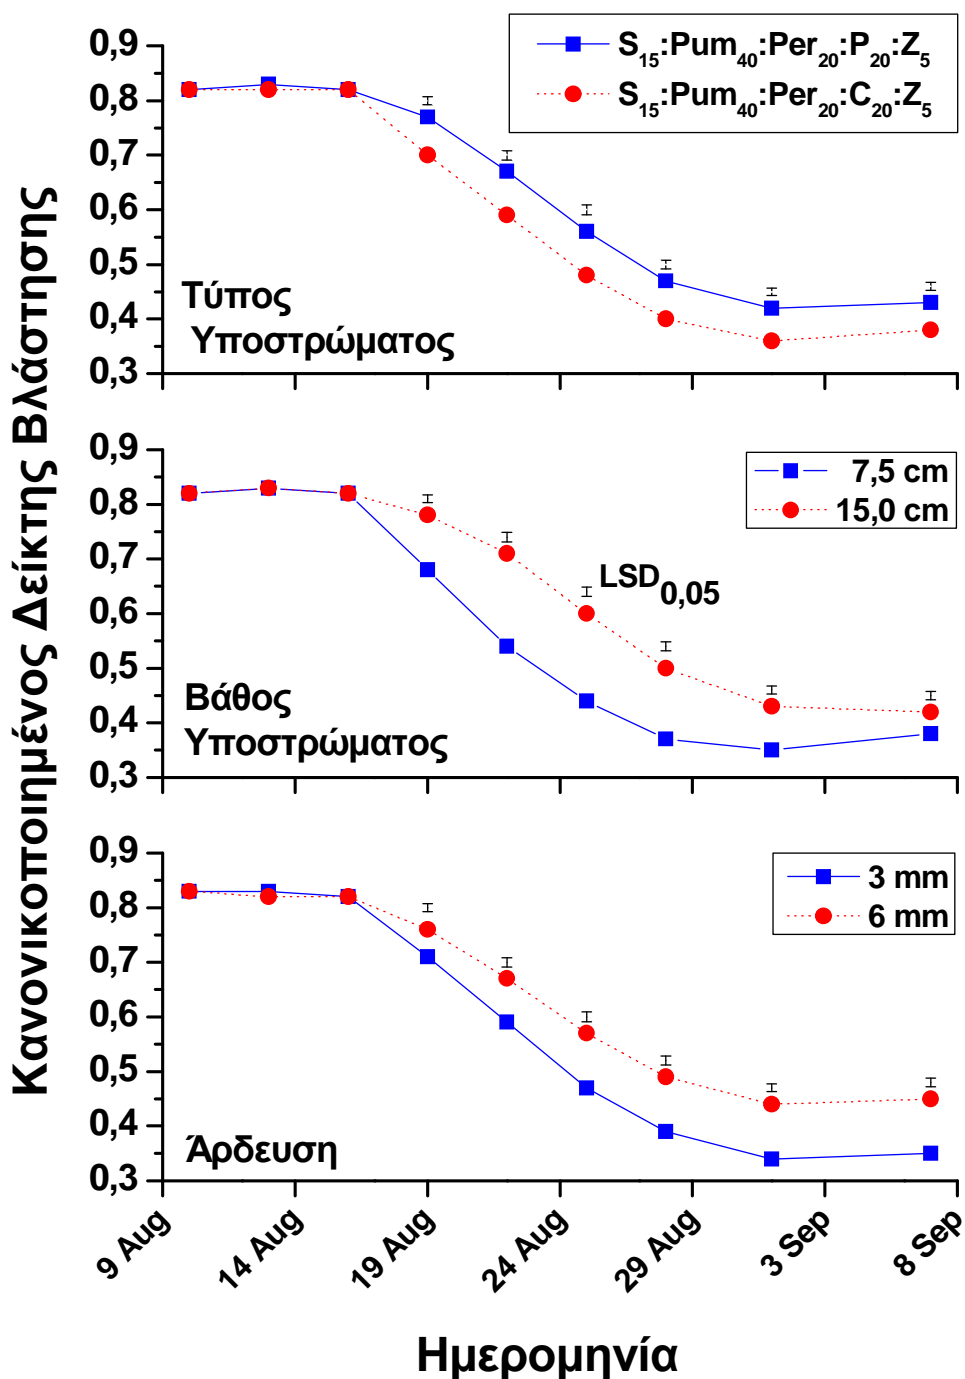 Κανονικοποιημένος Δείκτης Βλάστησης
0,9
0,8
0,7
0,6
0,5
0,4
0,3
S15:Pum40:Per20:P20:Z5
S15:Pum40:Per20:C20:Z5
Τύπος
Υποστρώματος
0,9
0,8
0,7
0,6
0,5
0,4
0,3
7,5 cm
15,0 cm
LSD0,05
Βάθος
Υποστρώματος
0,9
0,8
0,7
0,6
0,5
0,4
0,3
3 mm
6 mm
Άρδευση
9 Aug
14 Aug
19 Aug
24 Aug
29 Aug
3 Sep
8 Sep
Ημερομηνία